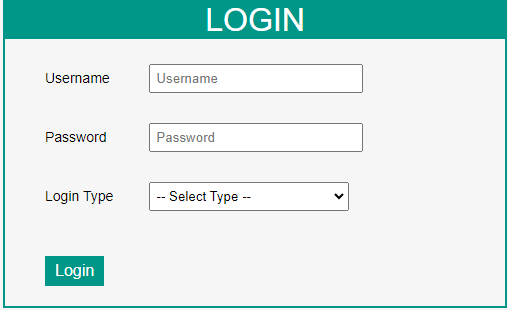 LOGIN
Username Username
Password Password
Login Type -- Select Type --
Login